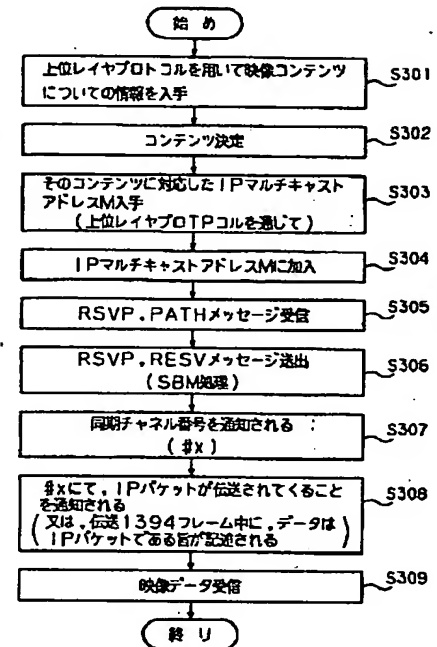 始め
上位レイヤプロトコルを用いて映像コンテンツ
についての情報を入手
S301
コンテンツ決定
S302
そのコンテンツに対応したIPマルチキャスト
アドレスM入手
(上位レイヤプロTPコルを通じて)
S303
IPマルチキャストアドレスMに加入
S304
RSVP.PATHメッセージ受信
S305
RSVP.RESVメッセージ送出
(SBM処理)
S306
同期チャネル番号を通知される
(#x)
S307
#xにて,IPパケットが伝送されてくること
を通知される
(又は,伝送1394フレーム中に,データは
IPパケットである旨が記述される)
S308
映像データ受信
S309
終り